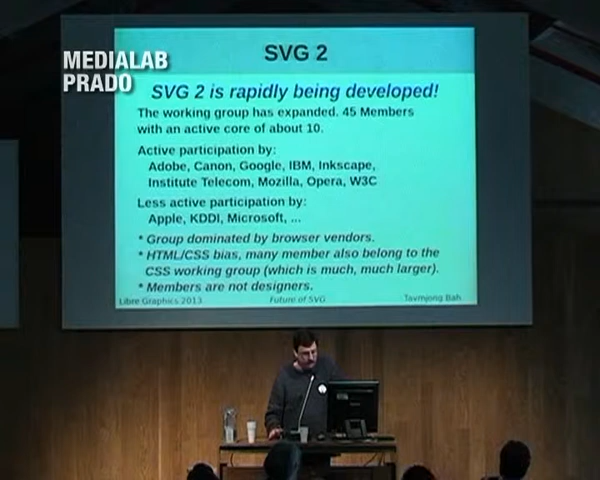 MEDIALAB
PRADO
SVG 2
SVG 2 is rapidly being developed!
The working group has expanded. 45 Members
with an active core of about 10.
Active participation by:
Adobe, Canon, Google, IBM, Inkscape,
Institute Telecom, Mozilla, Opera, W3C
Less active participation by:
Apple, KDDI, Microsoft, ...
* Group dominated by browser vendors.
* HTML/CSS bias, many member also belong to the
CSS working group (which is much, much larger).
* Members are not designers.
Libre Graphics 2013 Future of SVG Tavmjong Bah